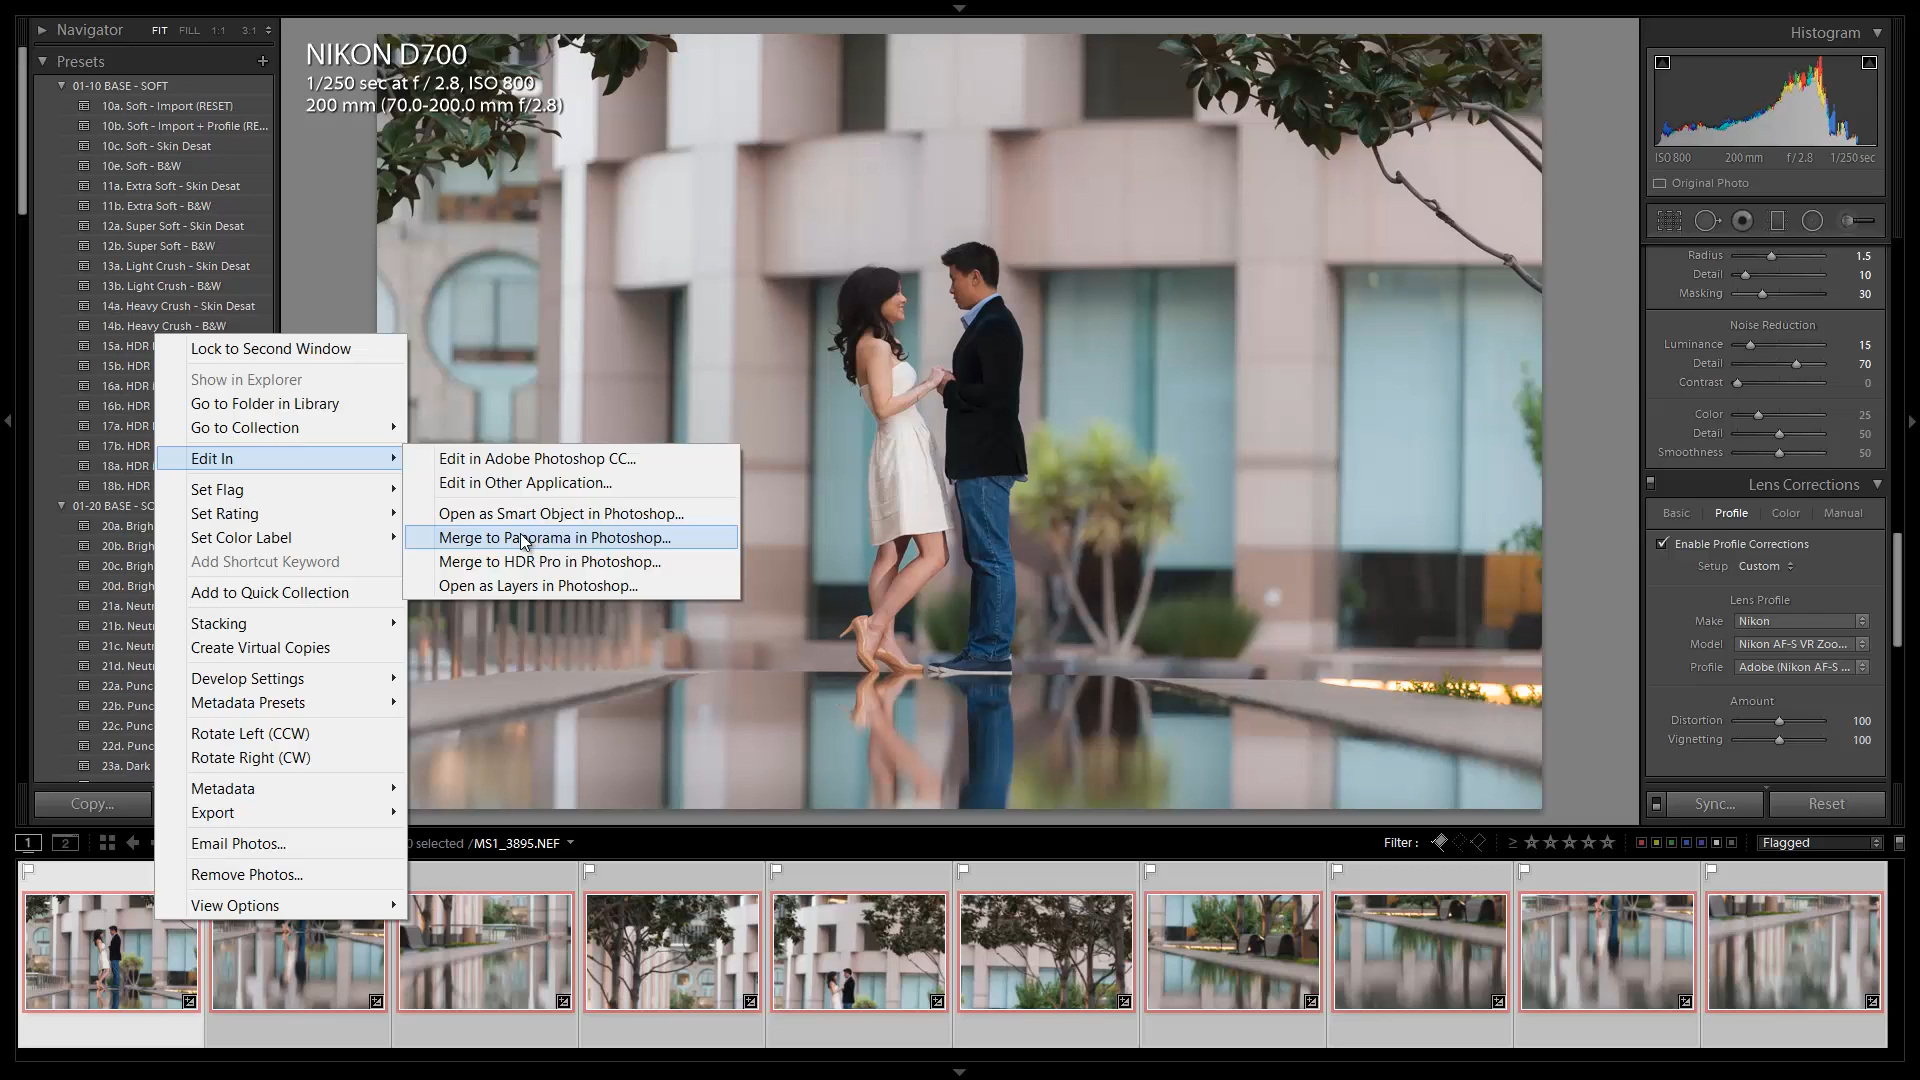 Navigator FIT FILL 1:1 3:1
Presets +
01-10 BASE - SOFT
10a. Soft - Import (RESET)
10b. Soft - Import + Profile (RE...
10c. Soft - Skin Desat
10e. Soft - B&W
11a. Extra Soft - Skin Desat
11b. Extra Soft - B&W
12a. Super Soft - Skin Desat
12b. Super Soft - B&W
13a. Light Crush - Skin Desat
13b. Light Crush - B&W
14a. Heavy Crush - Skin Desat
14b. Heavy Crush - B&W
15a. HDR
15b. HDR
16a. HDR
16b. HDR
17a. HDR
17b. HDR
18a. HDR
18b. HDR
01-20 BASE - SC
20a. Brigh
20b. Brigh
20c. Brigh
20d. Brigh
21a. Neutr
21b. Neutr
21c. Neutr
21d. Neutr
22a. Punc
22b. Punc
22c. Punc
22d. Punc
23a. Dark
Copy...
NIKON D700
1/250 sec at f / 2.8, ISO 800
200 mm (70.0-200.0 mm f/2.8)
Lock to Second Window
Show in Explorer
Go to Folder in Library
Go to Collection
Edit In
Set Flag
Set Rating
Set Color Label
Add Shortcut Keyword
Add to Quick Collection
Stacking
Create Virtual Copies
Develop Settings
Metadata Presets
Rotate Left (CCW)
Rotate Right (CW)
Metadata
Export
Email Photos...
Remove Photos...
View Options
Edit in Adobe Photoshop CC...
Edit in Other Application...
Open as Smart Object in Photoshop...
Merge to Panorama in Photoshop...
Merge to HDR Pro in Photoshop...
Open as Layers in Photoshop...
Histogram
ISO 800 200 mm f / 2.8 1/250 sec
Original Photo
Radius 1.5
Detail 10
Masking 30
Noise Reduction
Luminance 15
Detail 70
Contrast 0
Color 25
Detail 50
Smoothness 50
Lens Corrections
Basic Profile Color Manual
Enable Profile Corrections
Setup Custom
Lens Profile
Make Nikon
Model Nikon AF-S VR Zoo...
Profile Adobe (Nikon AF-S ...
Amount
Distortion 100
Vignetting 100
Sync... Reset
1 2 selected / MS1_3895.NEF Filter : ≥ Flagged